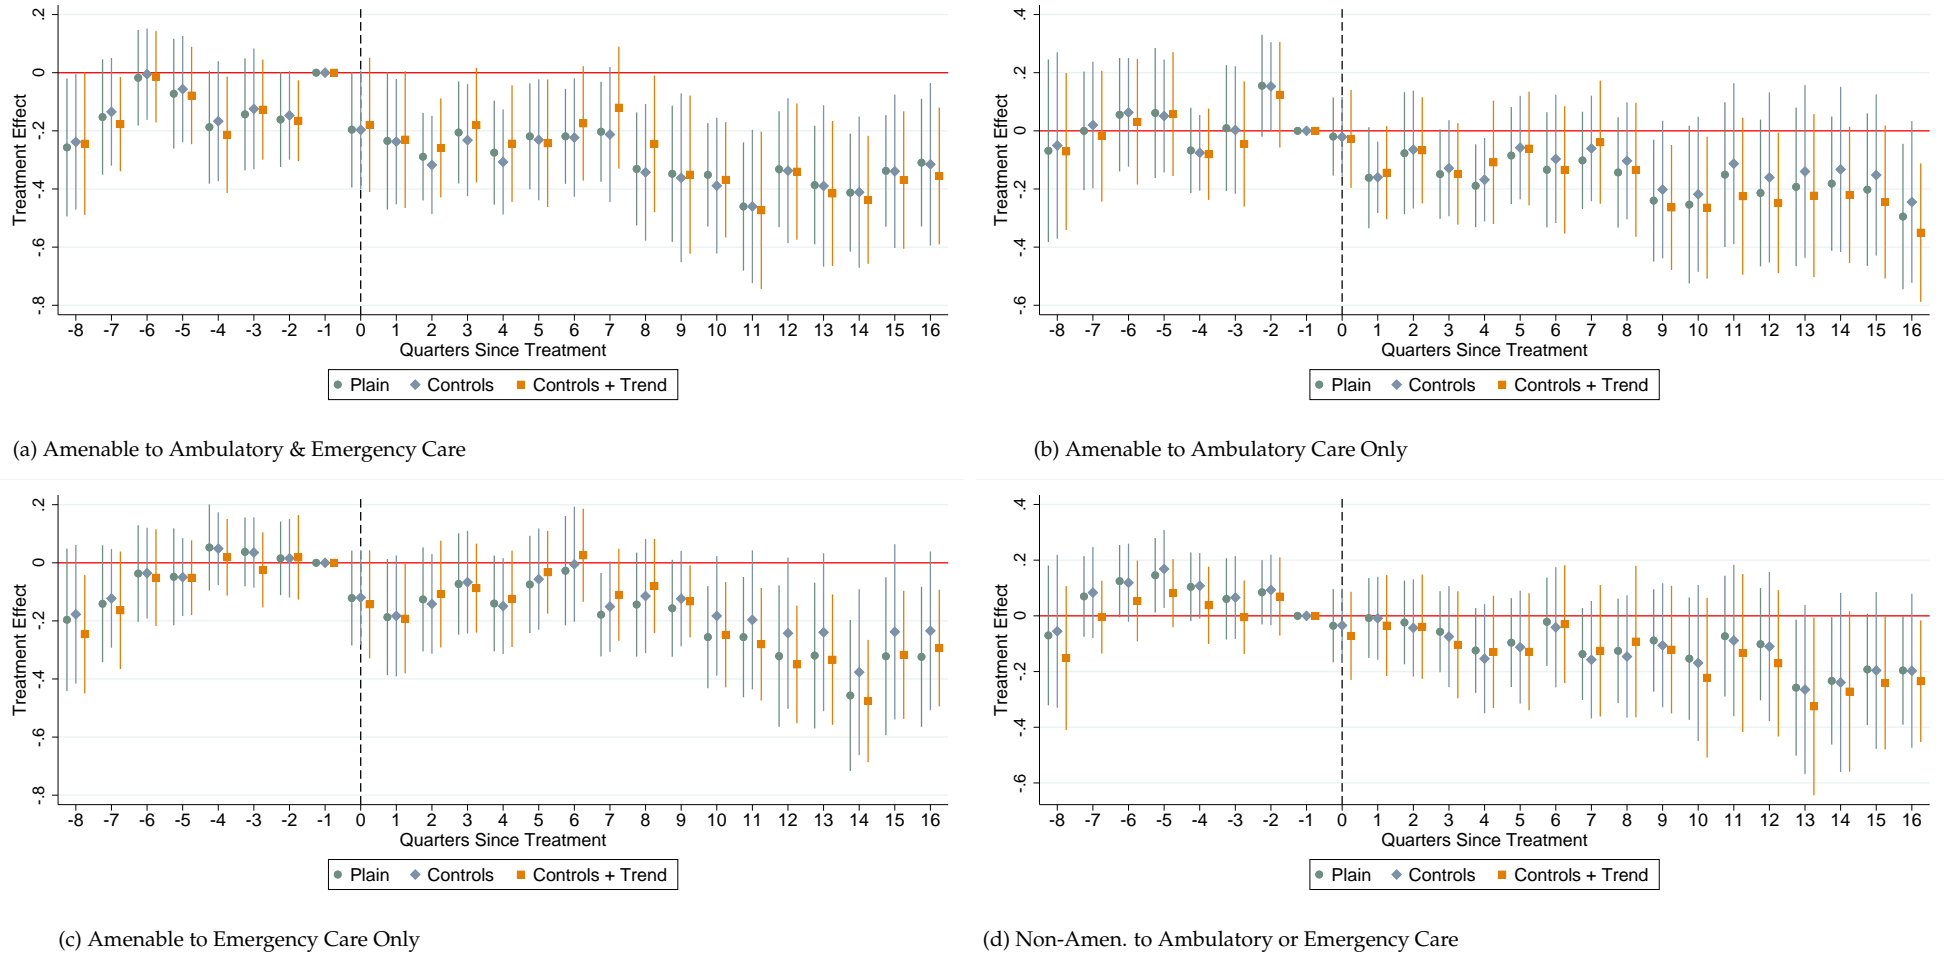 .2
0
-.2
-.4
-.6
-.8
Treatment Effect
-8 -7 -6 -5 -4 -3 -2 -1 0 1 2 3 4 5 6 7 8 9 10 11 12 13 14 15 16
Quarters Since Treatment
Plain Controls Controls + Trend
(a) Amenable to Ambulatory & Emergency Care
.4
.2
0
-.2
-.4
-.6
Treatment Effect
-8 -7 -6 -5 -4 -3 -2 -1 0 1 2 3 4 5 6 7 8 9 10 11 12 13 14 15 16
Quarters Since Treatment
Plain Controls Controls + Trend
(b) Amenable to Ambulatory Care Only
.2
0
-.2
-.4
-.6
-.8
Treatment Effect
-8 -7 -6 -5 -4 -3 -2 -1 0 1 2 3 4 5 6 7 8 9 10 11 12 13 14 15 16
Quarters Since Treatment
Plain Controls Controls + Trend
(c) Amenable to Emergency Care Only
.4
.2
0
-.2
-.4
-.6
Treatment Effect
-8 -7 -6 -5 -4 -3 -2 -1 0 1 2 3 4 5 6 7 8 9 10 11 12 13 14 15 16
Quarters Since Treatment
Plain Controls Controls + Trend
(d) Non-Amen. to Ambulatory or Emergency Care